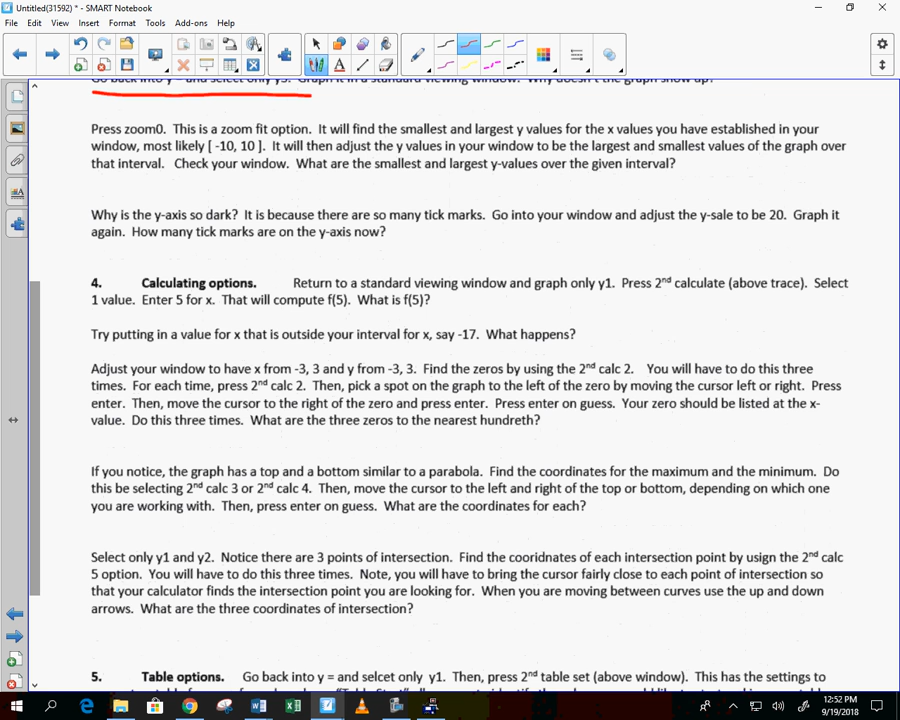 Untitled(31592) * - SMART Notebook
File Edit View Insert Format Tools Add-ons Help
Go back into y = and selcet only y3. Graph it in a standard viewing window. Why doesn't the graph show up?
Press zoom0. This is a zoom fit option. It will find the smallest and largest y values for the x values you have established in your
window, most likely [ -10, 10 ]. It will then adjust the y values in your window to be the largest and smallest values of the graph over
that interval. Check your window. What are the smallest and largest y-values over the given interval?
Why is the y-axis so dark? It is because there are so many tick marks. Go into your window and adjust the y-sale to be 20. Graph it
again. How many tick marks are on the y-axis now?
4. Calculating options. Return to a standard viewing window and graph only y1. Press 2nd calculate (above trace). Select
1 value. Enter 5 for x. That will compute f(5). What is f(5)?
Try putting in a value for x that is outside your interval for x, say -17. What happens?
Adjust your window to have x from -3, 3 and y from -3, 3. Find the zeros by using the 2nd calc 2. You will have to do this three
times. For each time, press 2nd calc 2. Then, pick a spot on the graph to the left of the zero by moving the cursor left or right. Press
enter. Then, move the cursor to the right of the zero and press enter. Press enter on guess. Your zero should be listed at the x-
value. Do this three times. What are the three zeros to the nearest hundreth?
If you notice, the graph has a top and a bottom similar to a parabola. Find the coordinates for the maximum and the minimum. Do
this be selecting 2nd calc 3 or 2nd calc 4. Then, move the cursor to the left and right of the top or bottom, depending on which one
you are working with. Then, press enter on guess. What are the coordinates for each?
Select only y1 and y2. Notice there are 3 points of intersection. Find the cooridnates of each intersection point by usign the 2nd calc
5 option. You will have to do this three times. Note, you will have to bring the cursor fairly close to each point of intersection so
that your calculator finds the intersection point you are looking for. When you are moving between curves use the up and down
arrows. What are the three coordinates of intersection?
5. Table options. Go back into y = and selcet only y1. Then, press 2nd table set (above window). This has the settings to
12:52 PM
9/19/2018